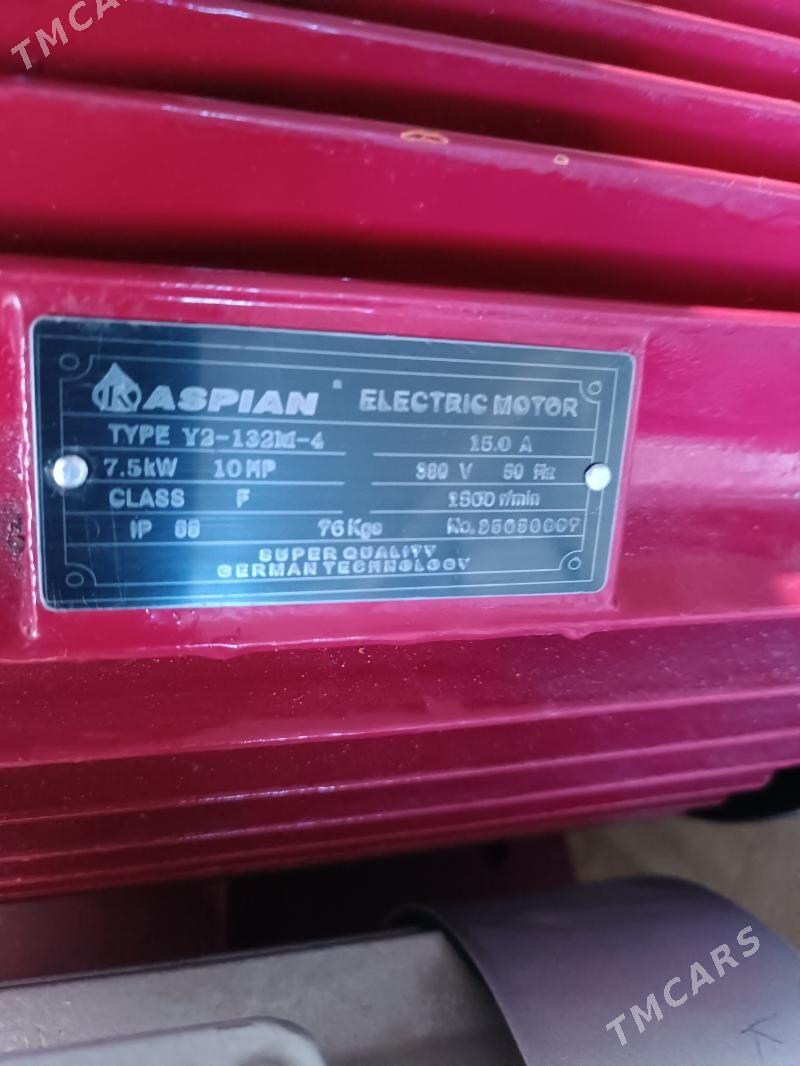 TMCARS
KASPIAN ELECTRIC MOTOR
TYPE Y2-132M-4 15.0 A
7.5kW 10HP 380 V 50 Hz
CLASS F 1500 r/min
IP 55 76Kgs
SUPER QUALITY
GERMAN TECHNOLOGY
TMCARS